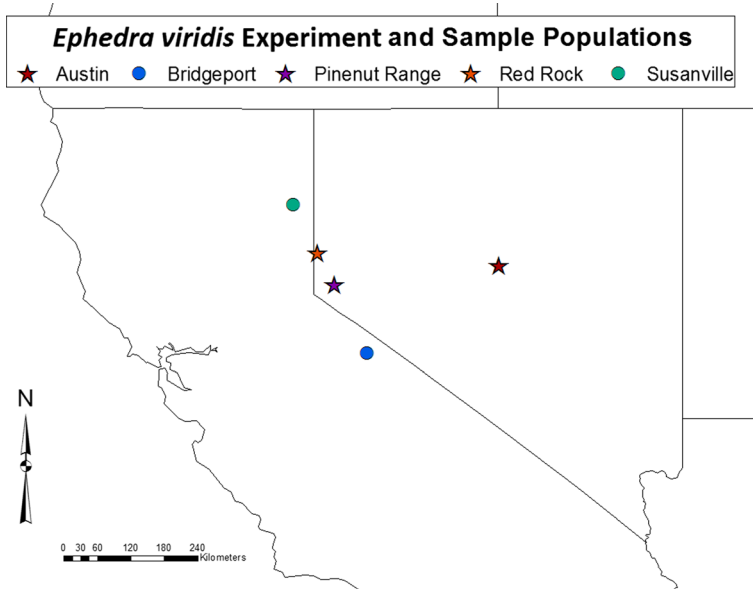 Ephedra viridis Experiment and Sample Populations
Austin Bridgeport Pinenut Range Red Rock Susanville
N
0 30 60 120 180 240
Kilometers